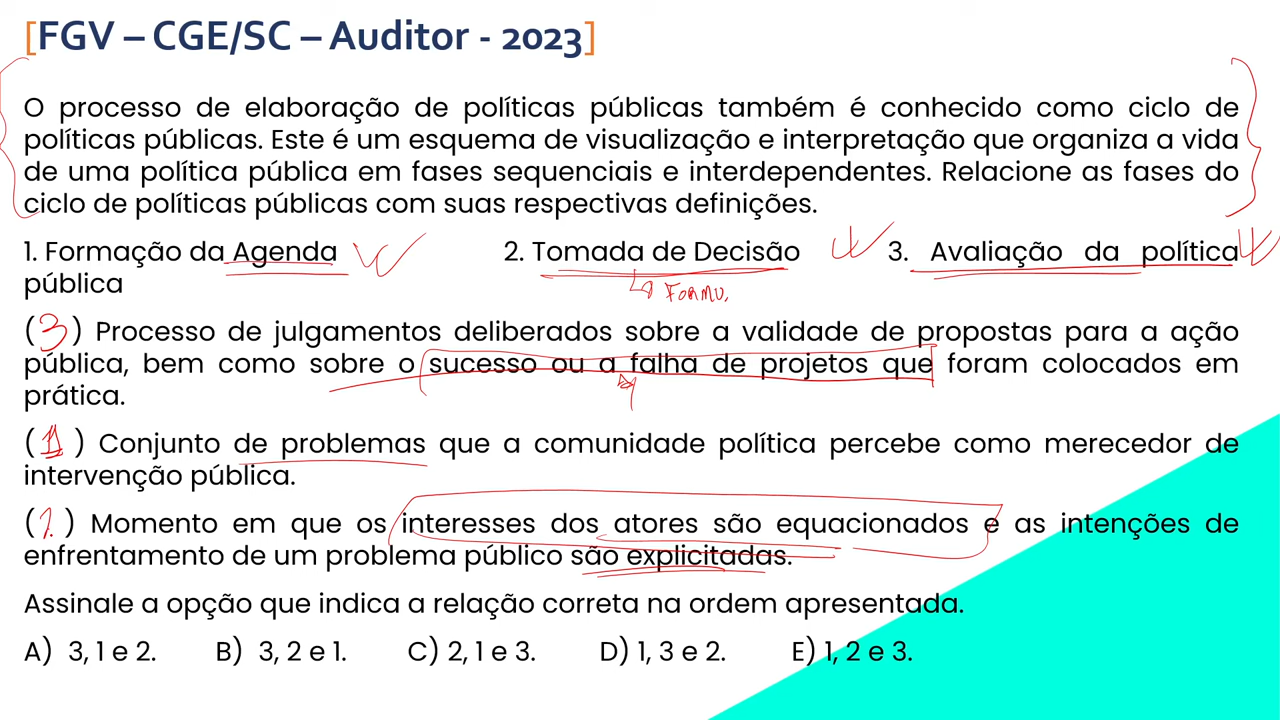 [FGV – CGE/SC – Auditor - 2023]
O processo de elaboração de políticas públicas também é conhecido como ciclo de
políticas públicas. Este é um esquema de visualização e interpretação que organiza a vida
de uma política pública em fases sequenciais e interdependentes. Relacione as fases do
ciclo de políticas públicas com suas respectivas definições.
1. Formação da Agenda 2. Tomada de Decisão 3. Avaliação da política
pública
Formu.
(3) Processo de julgamentos deliberados sobre a validade de propostas para a ação
pública, bem como sobre o sucesso ou a falha de projetos que foram colocados em
prática.
(1) Conjunto de problemas que a comunidade política percebe como merecedor de
intervenção pública.
(2) Momento em que os interesses dos atores são equacionados e as intenções de
enfrentamento de um problema público são explicitadas.
Assinale a opção que indica a relação correta na ordem apresentada.
A) 3, 1 e 2. B) 3, 2 e 1. C) 2, 1 e 3. D) 1, 3 e 2. E) 1, 2 e 3.